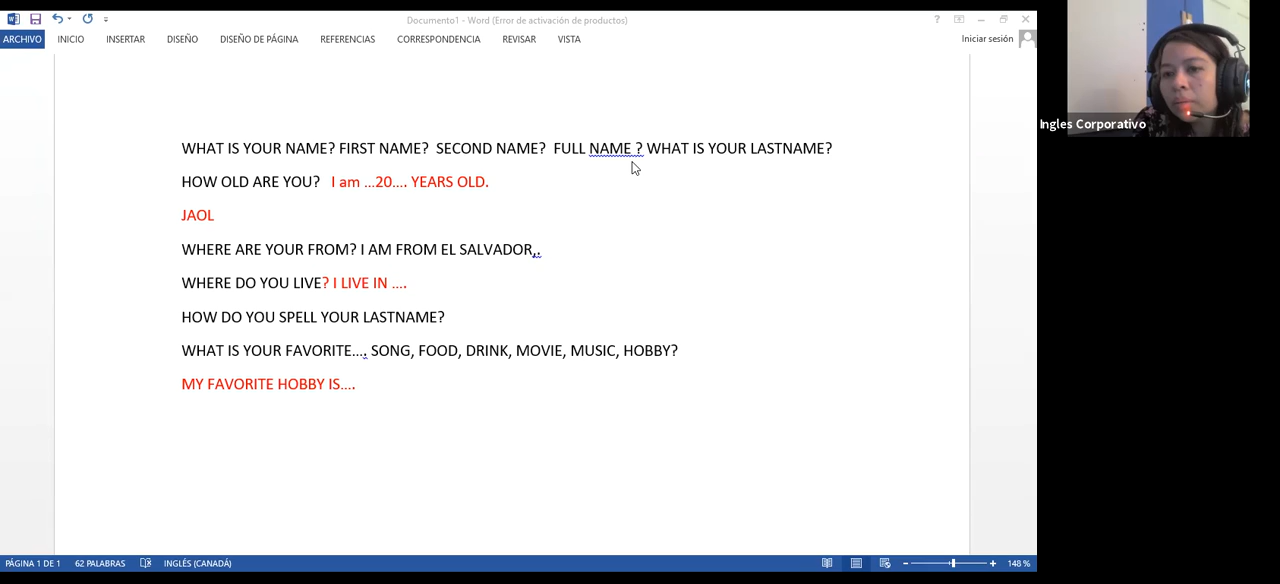 Documento1 - Word (Error de activación de productos)
ARCHIVO INICIO INSERTAR DISEÑO DISEÑO DE PÁGINA REFERENCIAS CORRESPONDENCIA REVISAR VISTA Iniciar sesión
WHAT IS YOUR NAME? FIRST NAME? SECOND NAME? FULL NAME ? WHAT IS YOUR LASTNAME?
HOW OLD ARE YOU? I am ...20.... YEARS OLD.
JAOL
WHERE ARE YOUR FROM? I AM FROM EL SALVADOR,.
WHERE DO YOU LIVE? I LIVE IN ....
HOW DO YOU SPELL YOUR LASTNAME?
WHAT IS YOUR FAVORITE.... SONG, FOOD, DRINK, MOVIE, MUSIC, HOBBY?
MY FAVORITE HOBBY IS....
PÁGINA 1 DE 1 62 PALABRAS INGLÉS (CANADÁ) 148 %
Ingles Corporativo